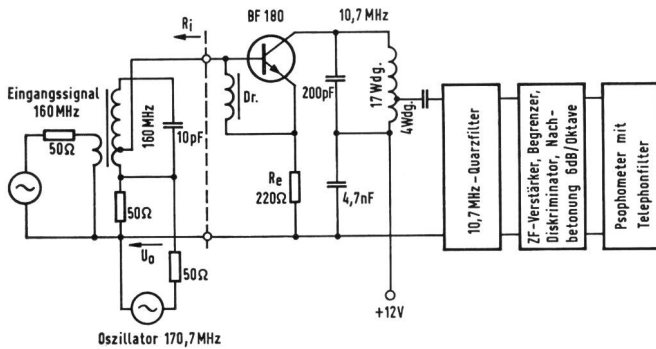 BF 180
10,7 MHz
Ri
Eingangssignal
160 MHz
50Ω
160 MHz
10pF
Dr.
200pF
17 Wdg.
4Wdg.
Re
220Ω
4,7nF
50Ω
Uo
50Ω
Oszillator 170,7MHz
+12V
10,7 MHz-Quarzfilter
ZF-Verstärker, Begrenzer,
Diskriminator, Nach-
betonung 6dB/Oktave
Psophometer mit
Telephonfilter